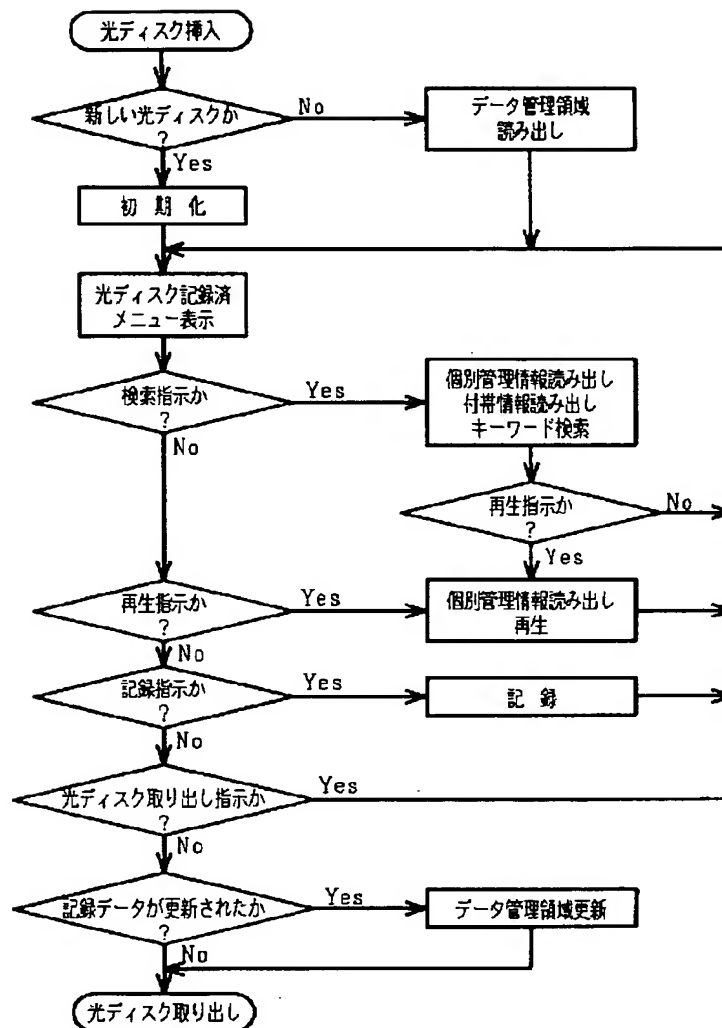 光ディスク挿入
新しい光ディスクか
?
No
データ管理領域
読み出し
Yes
初 期 化
光ディスク記録済
メニュー表示
検索指示か
?
Yes
個別管理情報読み出し
付帯情報読み出し
キーワード検索
No
再生指示か
?
No
Yes
再生指示か
?
Yes
個別管理情報読み出し
再生
No
記録指示か
?
Yes
記 録
No
光ディスク取り出し指示か
?
Yes
No
記録データが更新されたか
?
Yes
データ管理領域更新
No
光ディスク取り出し